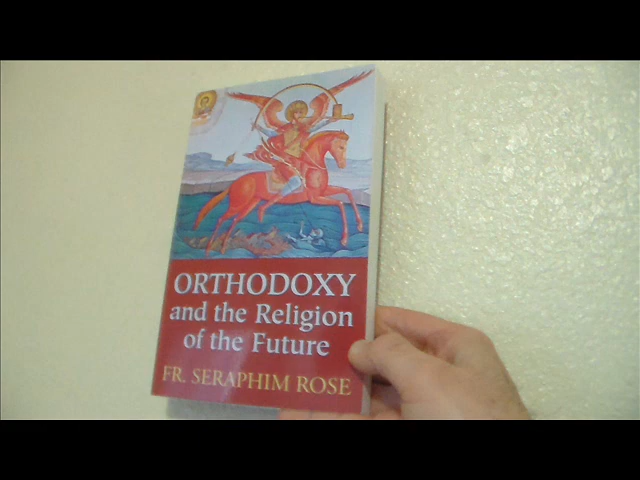 ORTHODOXY
and the Religion
of the Future
FR. SERAPHIM ROSE